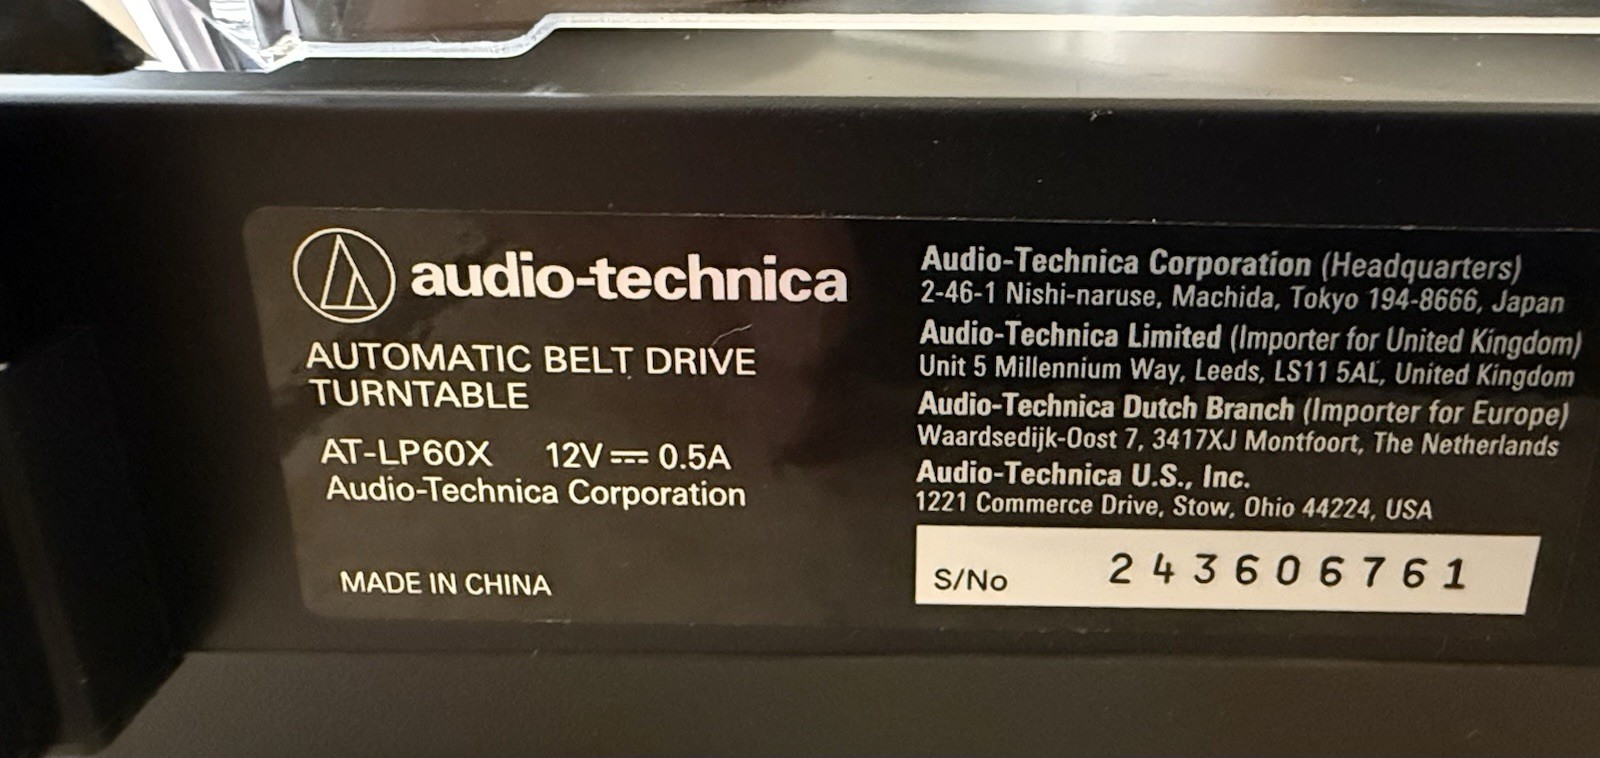 audio-technica
AUTOMATIC BELT DRIVE
TURNTABLE
AT-LP60X 12V ⎓ 0.5A
Audio-Technica Corporation
MADE IN CHINA
Audio-Technica Corporation (Headquarters)
2-46-1 Nishi-naruse, Machida, Tokyo 194-8666, Japan
Audio-Technica Limited (Importer for United Kingdom)
Unit 5 Millennium Way, Leeds, LS11 5AL, United Kingdom
Audio-Technica Dutch Branch (Importer for Europe)
Waardsedijk-Oost 7, 3417XJ Montfoort, The Netherlands
Audio-Technica U.S., Inc.
1221 Commerce Drive, Stow, Ohio 44224, USA
S/No 243606761